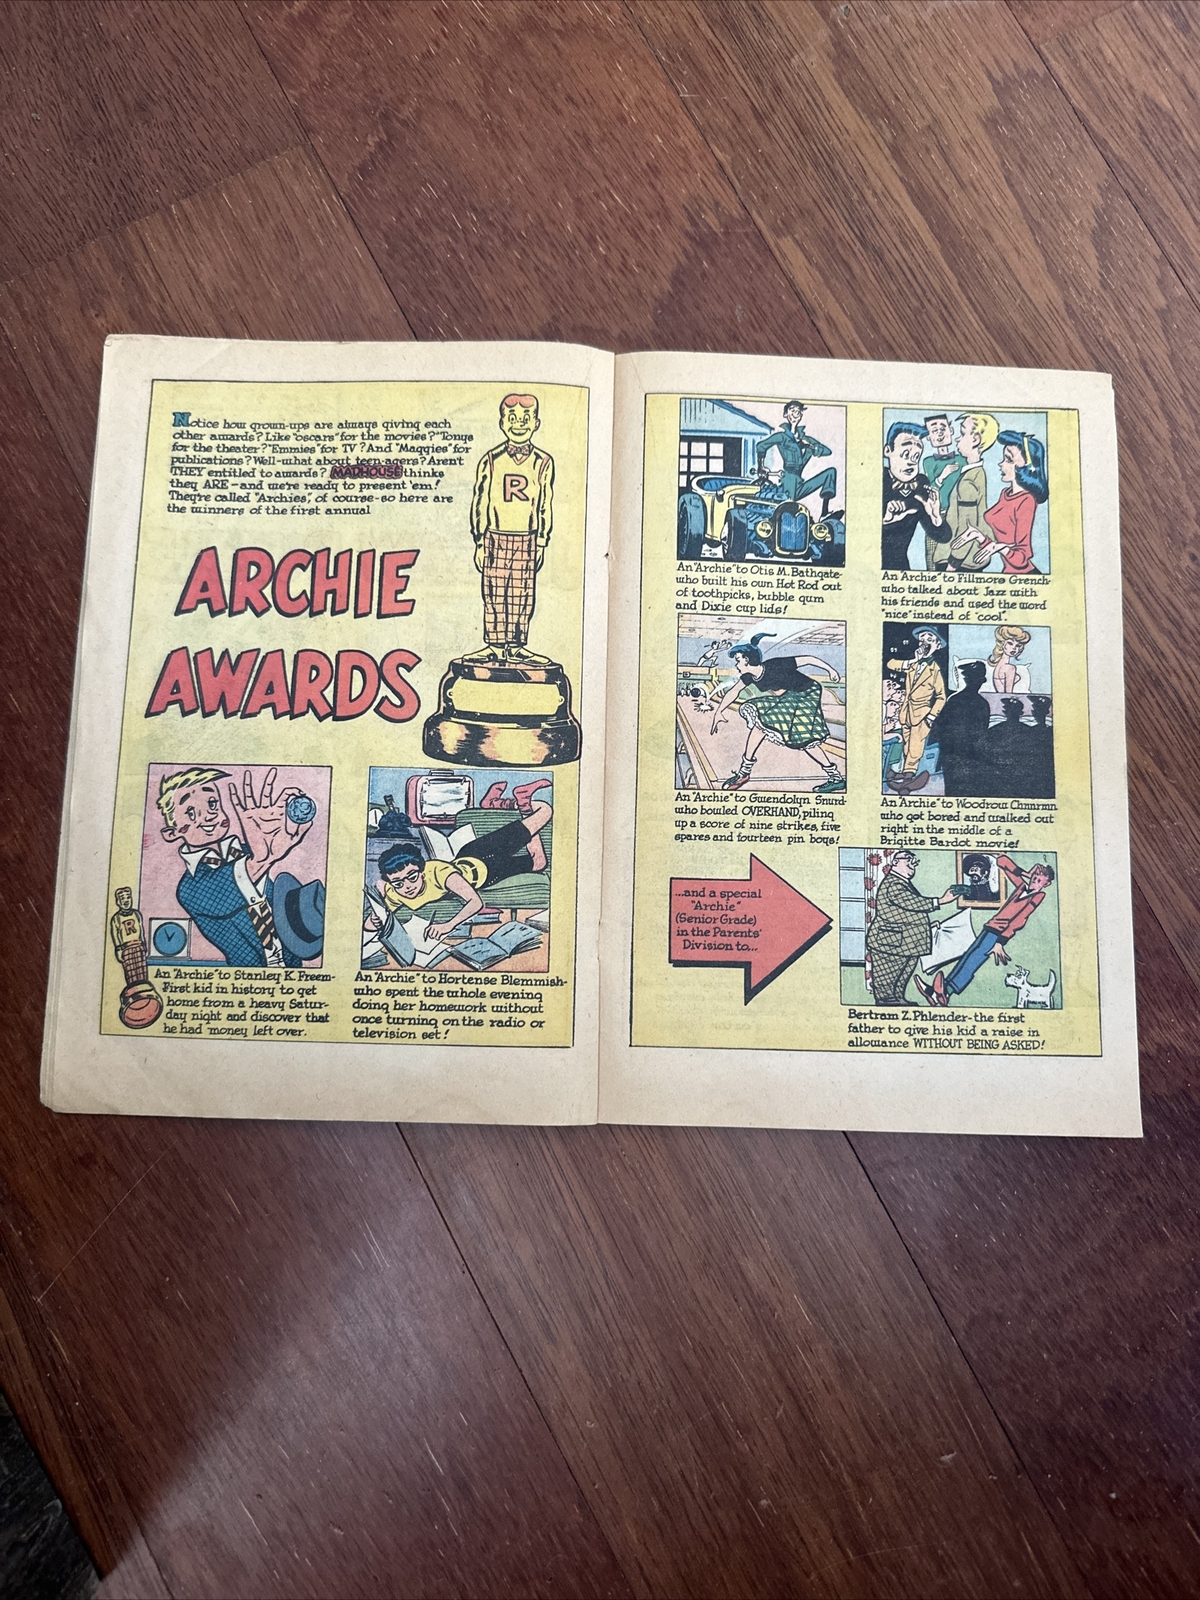 Notice how grown-ups are always giving each
other awards? Like "oscars" for the movies? "Tonys
for the theater? "Emmies" for TV? And "Maggies" for
publications? Well-what about teen-agers? Aren't
THEY entitled to awards? MADHOUSE thinks
they ARE - and we're ready to present 'em!
They're called "Archies", of course - so here are
the winners of the first annual
ARCHIE
AWARDS
R
R
An "Archie" to Stanley K. Freem-
First kid in history to get
home from a heavy Satur-
day night and discover that
he had money left over.
An "Archie" to Hortense Blemmish-
who spent the whole evening
doing her homework without
once turning on the radio or
television set!
An "Archie" to Otis M. Bathgate-
who built his own Hot Rod out
of toothpicks, bubble gum
and Dixie cup lids!
An Archie" to Fillmore Grench-
who talked about Jazz with
his friends and used the word
"nice" instead of "cool".
An "Archie" to Gwendolyn Snurd-
who bowled OVERHAND, piling
up a score of nine strikes, five
spares and fourteen pin boys!
An "Archie" to Woodrow Chmnrmn
who got bored and walked out
right in the middle of a
Brigitte Bardot movie!
...and a special
"Archie"
(Senior Grade)
in the Parents'
Division to...
Bertram Z. Phlender - the first
father to give his kid a raise in
allowance WITHOUT BEING ASKED!